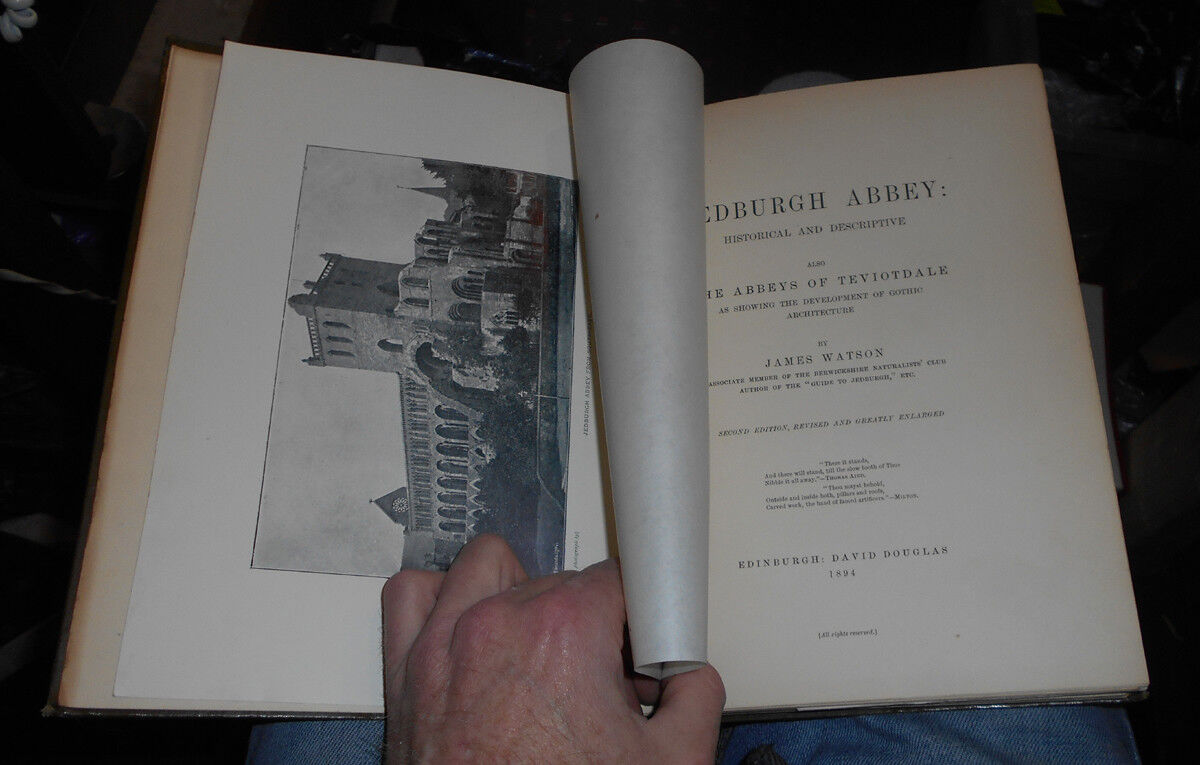 JEDBURGH ABBEY
EDBURGH ABBEY:
HISTORICAL AND DESCRIPTIVE
ALSO
HE ABBEYS OF TEVIOTDALE
AS SHOWING THE DEVELOPMENT OF GOTHIC
ARCHITECTURE
BY
JAMES WATSON
ASSOCIATE MEMBER OF THE BERWICKSHIRE NATURALISTS' CLUB
AUTHOR OF THE "GUIDE TO JEDBURGH," ETC.
SECOND EDITION, REVISED AND GREATLY ENLARGED
"There it stands,
And there will stand, till the slow tooth of Time
Nibble it all away."—THOMAS AIRD.
"Thou mayst behold,
Outside and inside both, pillars and roofs,
Carved work, the hand of famed artificers."—MILTON.
EDINBURGH: DAVID DOUGLAS
1894
[All rights reserved.]